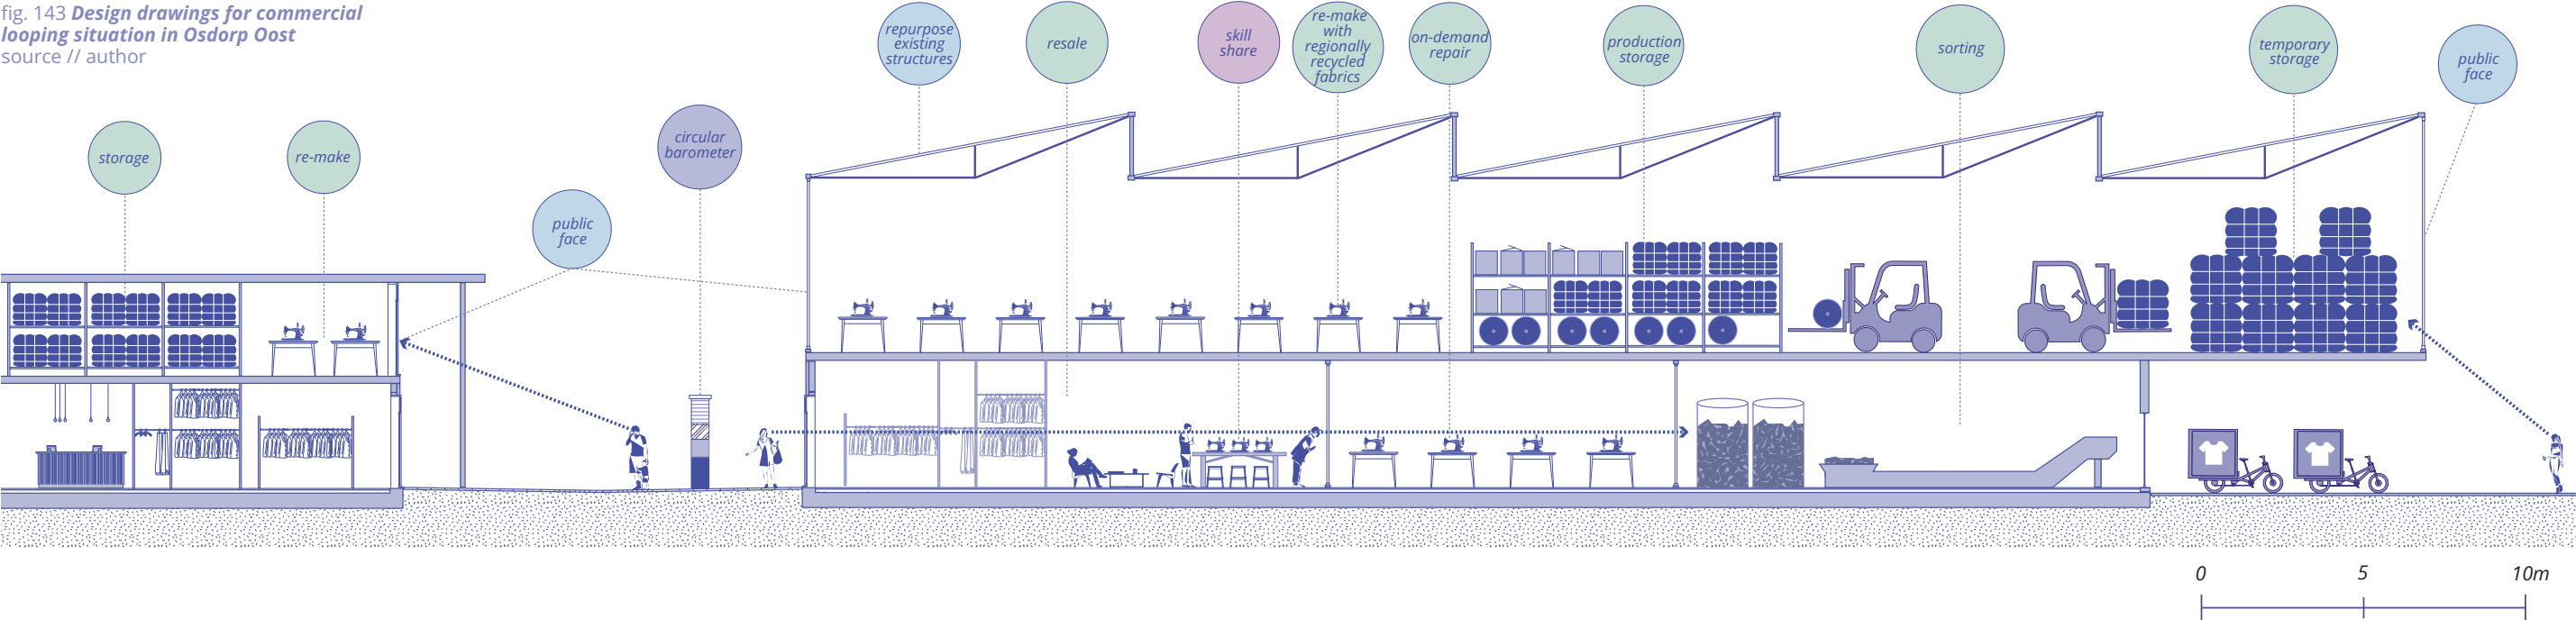 fig. 143 Design drawings for commercial
looping situation in Osdorp Oost
source // author
storage
re-make
public
face
circular
barometer
repurpose
existing
structures
resale
skill
share
re-make
with
regionally
recycled
fabrics
on-demand
repair
production
storage
sorting
temporary
storage
public
face
0
5
10m